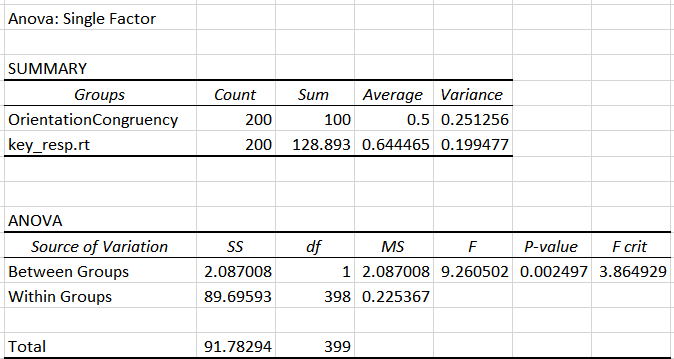 Anova: Single Factor
SUMMARY
Groups Count Sum Average Variance
OrientationCongruency 200 100 0.5 0.251256
key_resp.rt 200 128.893 0.644465 0.199477
ANOVA
Source of Variation SS df MS F P-value F crit
Between Groups 2.087008 1 2.087008 9.260502 0.002497 3.864929
Within Groups 89.69593 398 0.225367
Total 91.78294 399